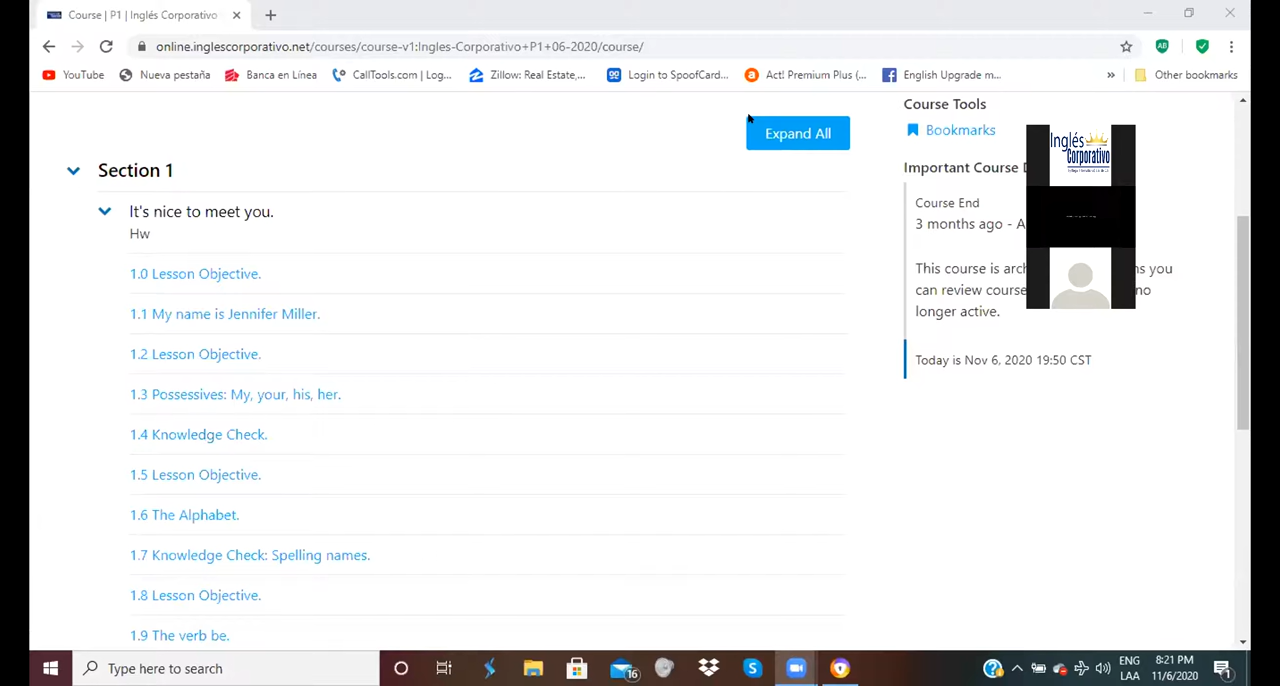 Course | P1 | Inglés Corporativo
online.inglescorporativo.net/courses/course-v1:Ingles-Corporativo+P1+06-2020/course/
YouTube
Nueva pestaña
Banca en Línea
CallTools.com | Log...
Zillow: Real Estate,...
Login to SpoofCard...
Act! Premium Plus (...
English Upgrade m...
»
Other bookmarks
Expand All
Course Tools
Bookmarks
Important Course D
Course End
3 months ago - A
This course is arch
ns you
can review course
no
longer active.
Today is Nov 6, 2020 19:50 CST
Inglés
Corporativo
Section 1
It's nice to meet you.
Hw
1.0 Lesson Objective.
1.1 My name is Jennifer Miller.
1.2 Lesson Objective.
1.3 Possessives: My, your, his, her.
1.4 Knowledge Check.
1.5 Lesson Objective.
1.6 The Alphabet.
1.7 Knowledge Check: Spelling names.
1.8 Lesson Objective.
1.9 The verb be.
Type here to search
16
ENG
LAA
8:21 PM
11/6/2020
1